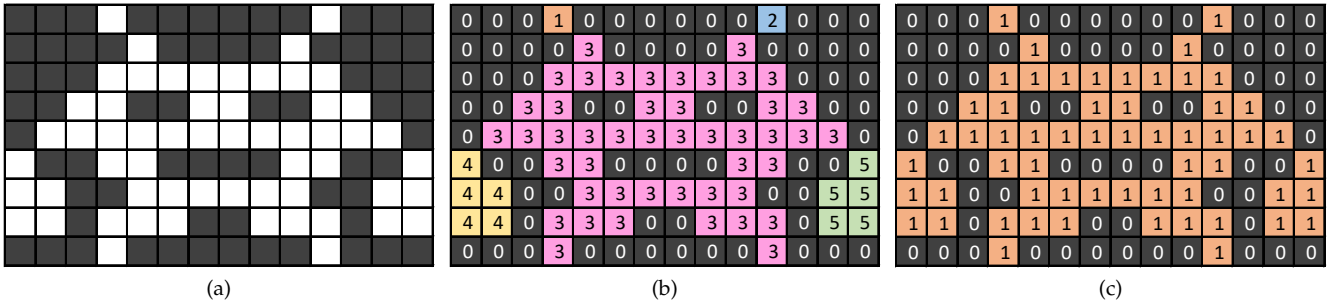 0 0 0 1 0 0 0 0 0 0 2 0 0 0
0 0 0 0 3 0 0 0 0 3 0 0 0 0
0 0 0 3 3 3 3 3 3 3 3 0 0 0
0 0 3 3 0 0 3 3 0 0 3 3 0 0
0 3 3 3 3 3 3 3 3 3 3 3 3 0
4 0 0 3 3 0 0 0 0 3 3 0 0 5
4 4 0 0 3 3 3 3 3 3 0 0 5 5
4 4 0 3 3 3 0 0 3 3 3 0 5 5
0 0 0 3 0 0 0 0 0 0 3 0 0 0
0 0 0 1 0 0 0 0 0 0 1 0 0 0
0 0 0 0 1 0 0 0 0 1 0 0 0 0
0 0 0 1 1 1 1 1 1 1 1 0 0 0
0 0 1 1 0 0 1 1 0 0 1 1 0 0
0 1 1 1 1 1 1 1 1 1 1 1 1 0
1 0 0 1 1 0 0 0 0 1 1 0 0 1
1 1 0 0 1 1 1 1 1 1 0 0 1 1
1 1 0 1 1 1 0 0 1 1 1 0 1 1
0 0 0 1 0 0 0 0 0 0 1 0 0 0
(a) (b) (c)